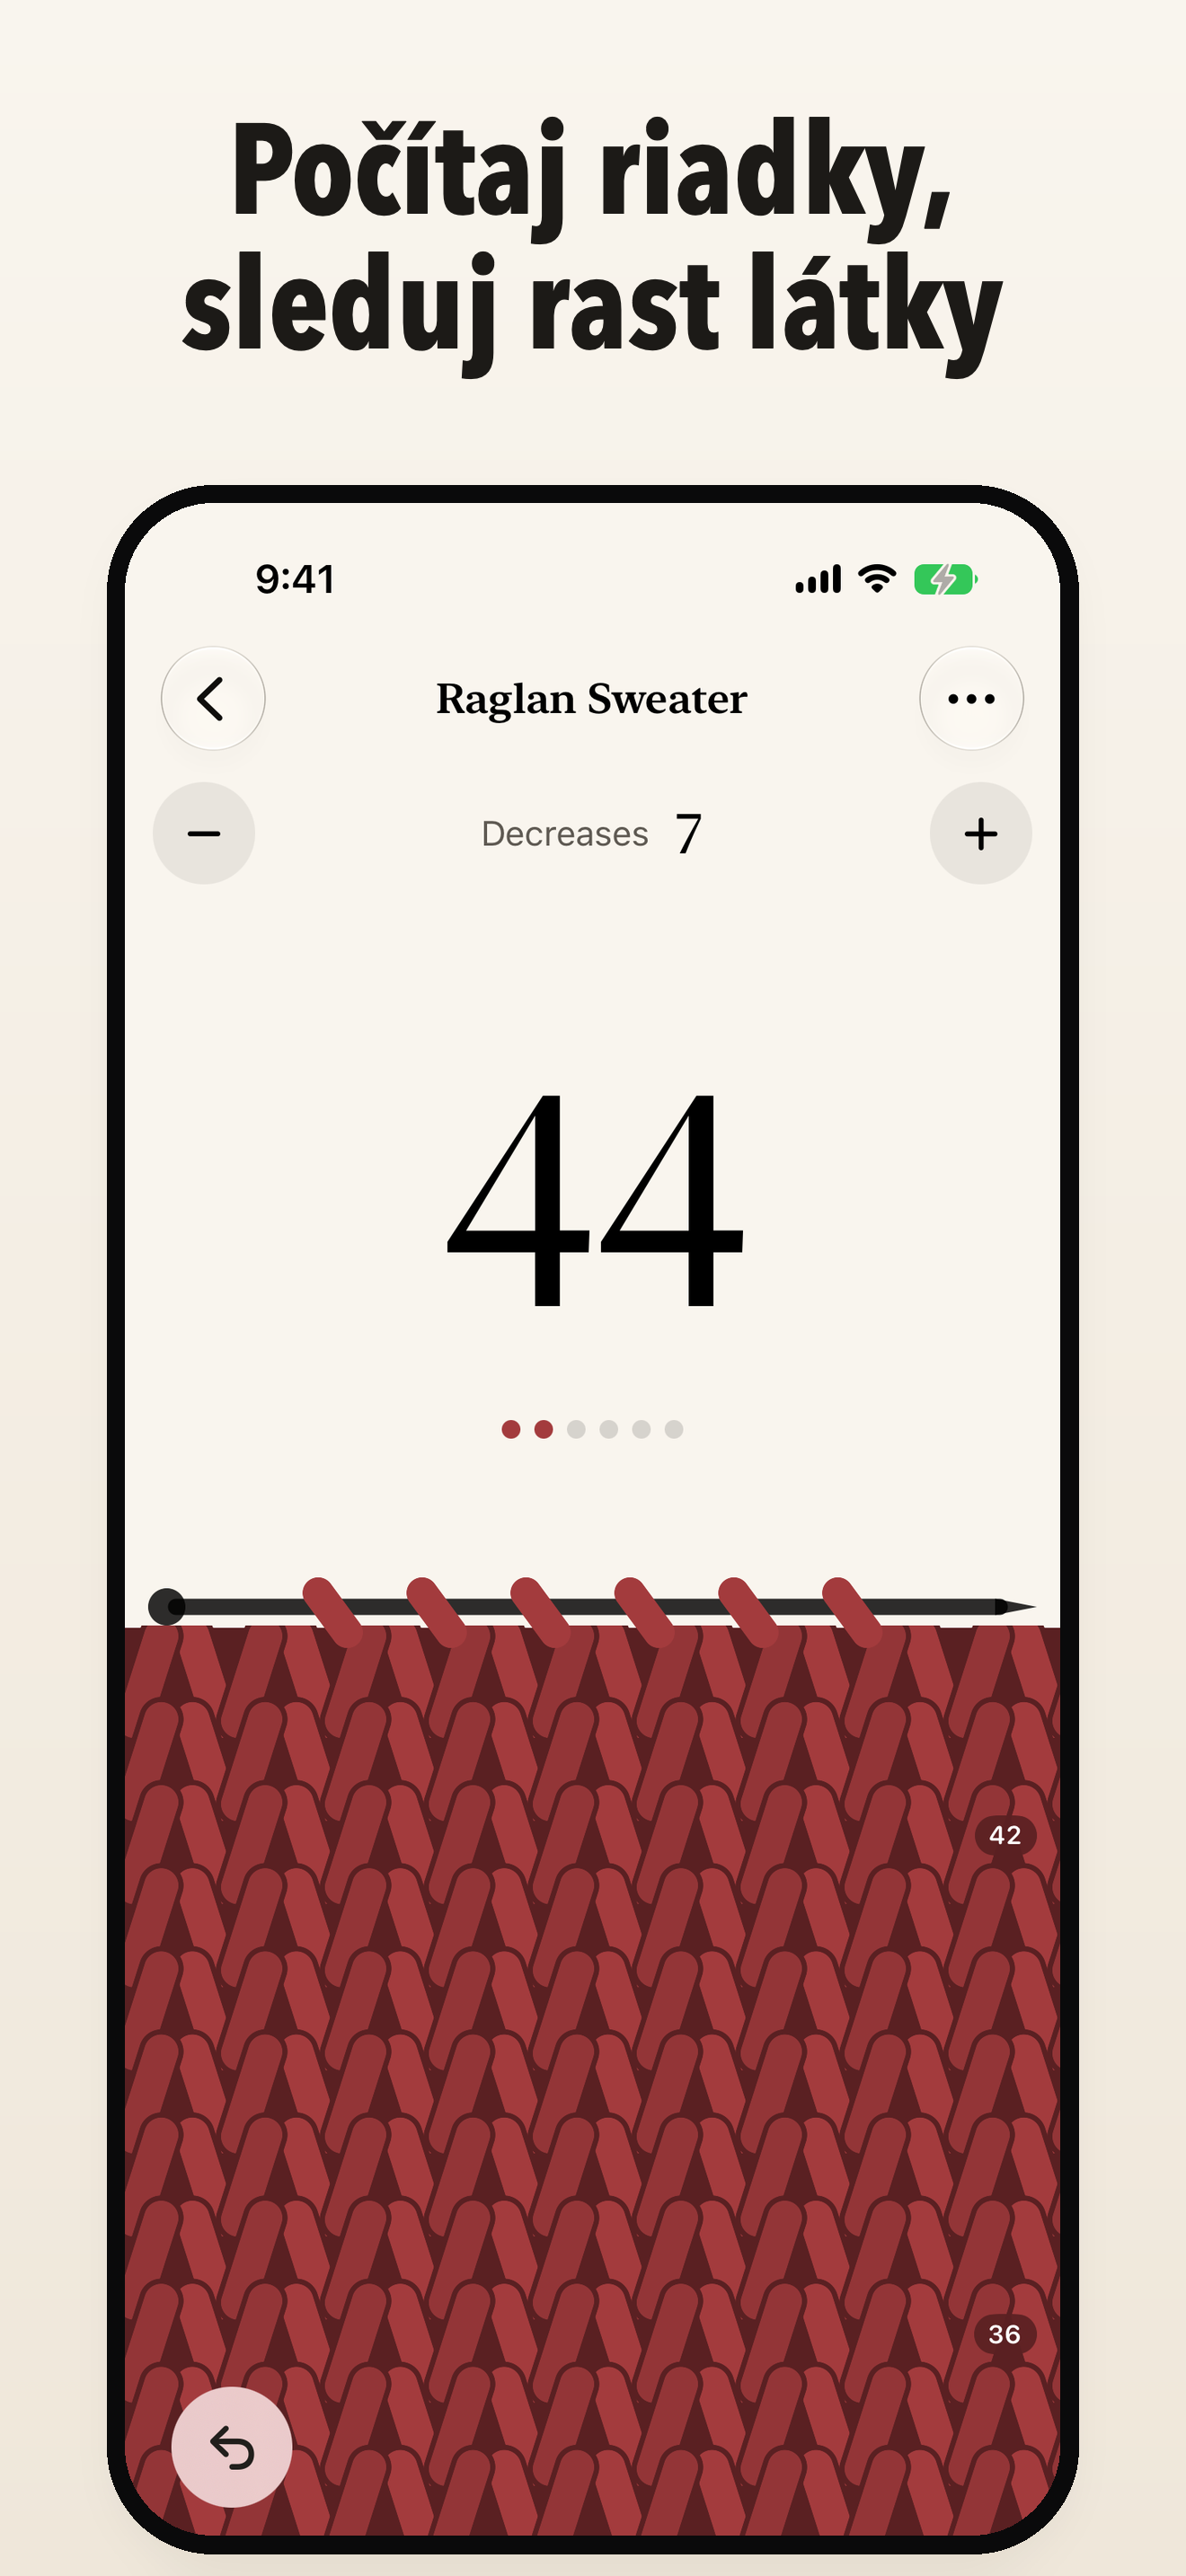 Počítaj riadky,
sleduj rast látky
9:41
Raglan Sweater
Decreases 7
44
42
36